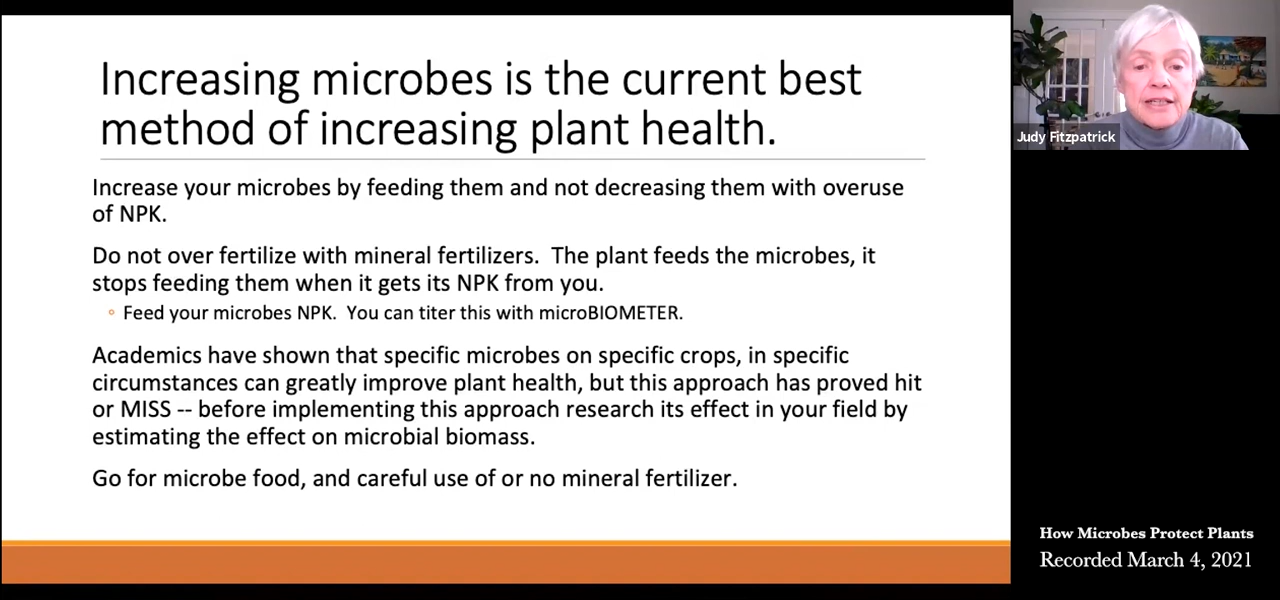 Increasing microbes is the current best
method of increasing plant health.
Increase your microbes by feeding them and not decreasing them with overuse
of NPK.
Do not over fertilize with mineral fertilizers.  The plant feeds the microbes, it
stops feeding them when it gets its NPK from you.
◦ Feed your microbes NPK.  You can titer this with microBIOMETER.
Academics have shown that specific microbes on specific crops, in specific
circumstances can greatly improve plant health, but this approach has proved hit
or MISS -- before implementing this approach research its effect in your field by
estimating the effect on microbial biomass.
Go for microbe food, and careful use of or no mineral fertilizer.
Judy Fitzpatrick
How Microbes Protect Plants
Recorded March 4, 2021